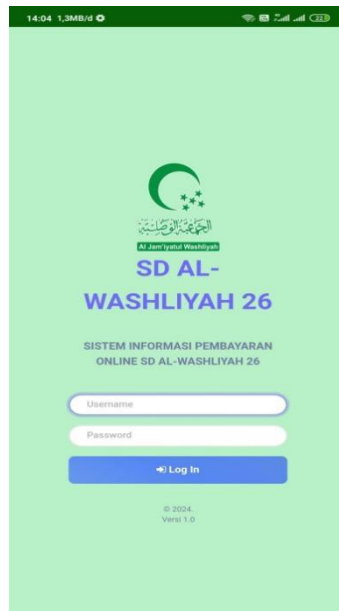 14:04 1,3MB/d
الجمعية الوصلية
Al Jam'iyatul Washliyah
SD AL-
WASHLIYAH 26
SISTEM INFORMASI PEMBAYARAN
ONLINE SD AL-WASHLIYAH 26
Username
Password
Log In
© 2024.
Versi 1.0